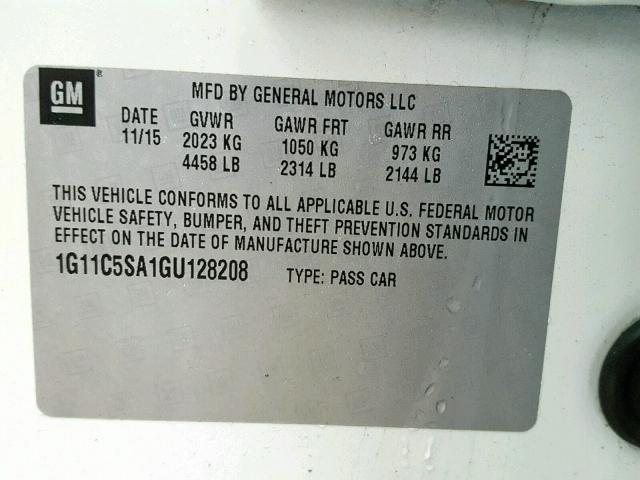 GM ®
MFD BY GENERAL MOTORS LLC
DATE GVWR GAWR FRT GAWR RR
11/15 2023 KG 1050 KG 973 KG
4458 LB 2314 LB 2144 LB
THIS VEHICLE CONFORMS TO ALL APPLICABLE U.S. FEDERAL MOTOR
VEHICLE SAFETY, BUMPER, AND THEFT PREVENTION STANDARDS IN
EFFECT ON THE DATE OF MANUFACTURE SHOWN ABOVE.
1G11C5SA1GU128208 TYPE: PASS CAR